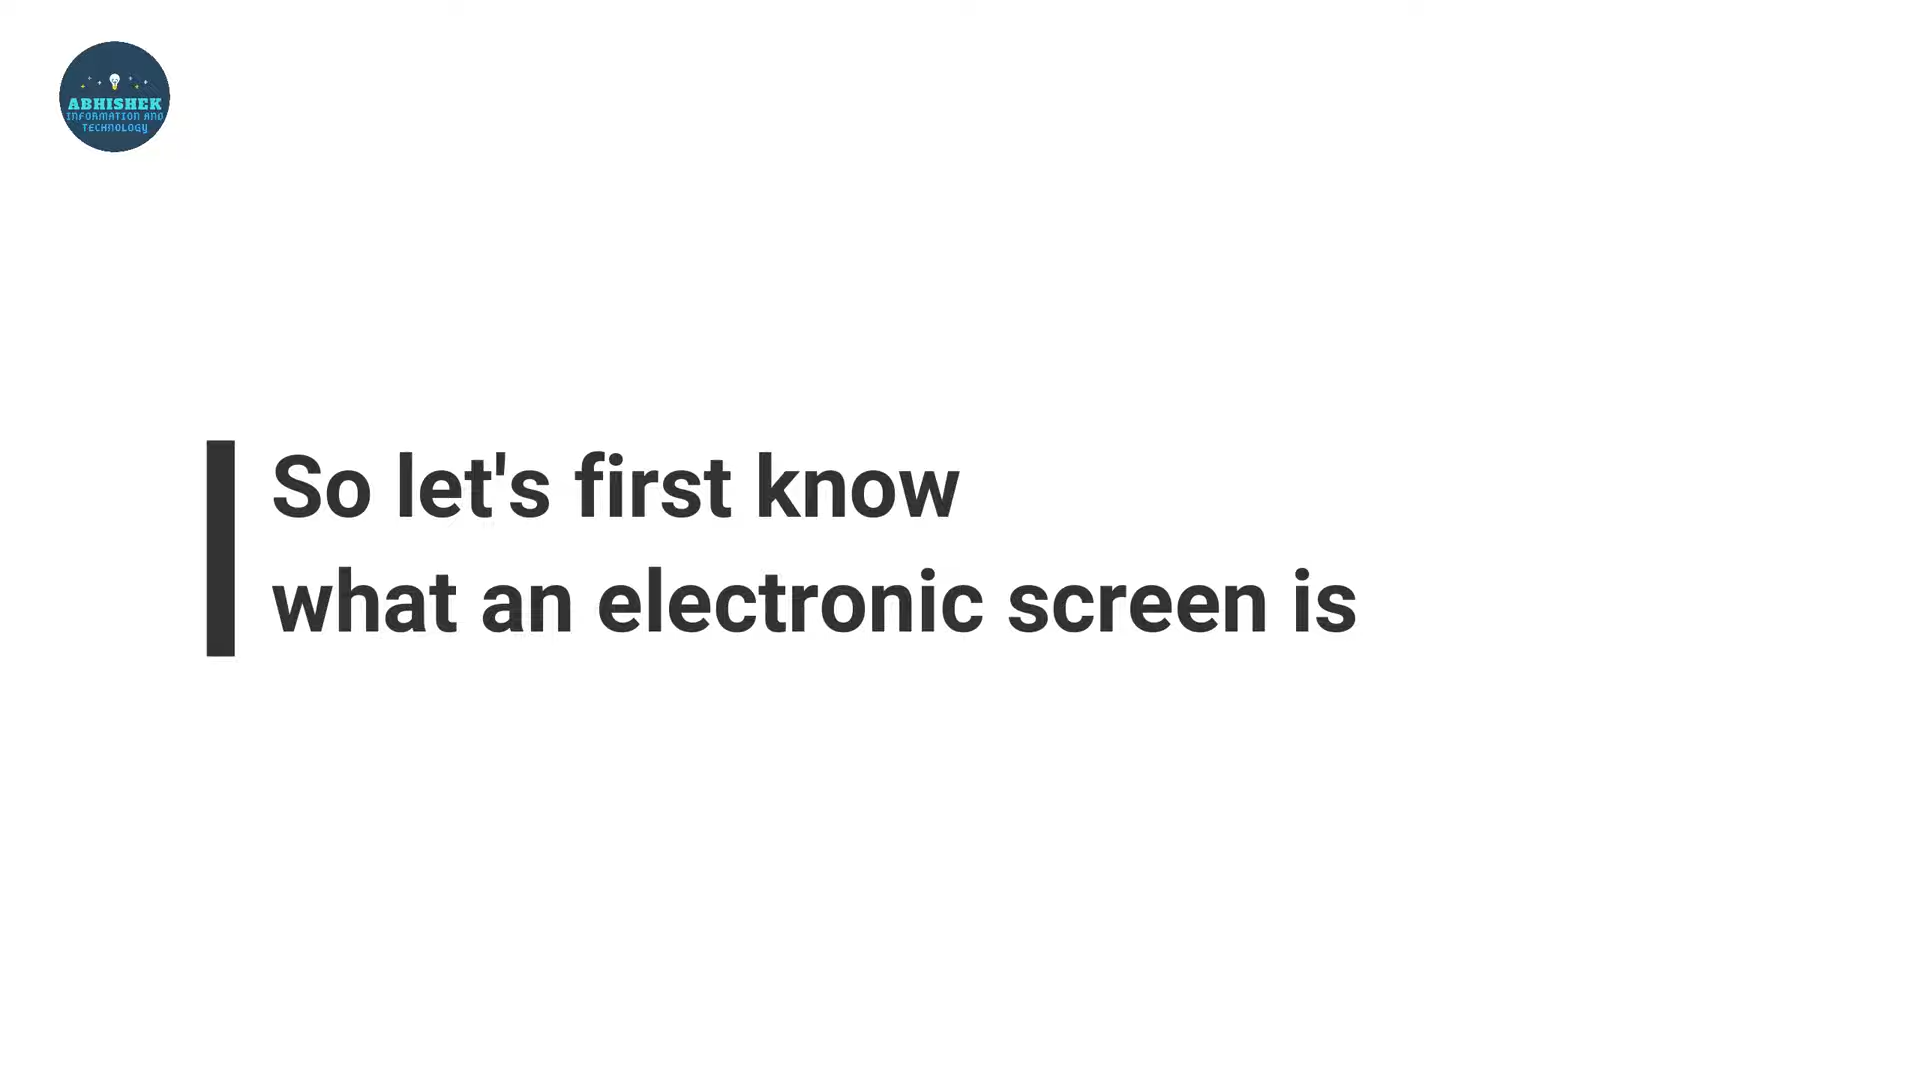 ABHISHEK
INFORMATION AND
TECHNOLOGY
So let's first know
what an electronic screen is